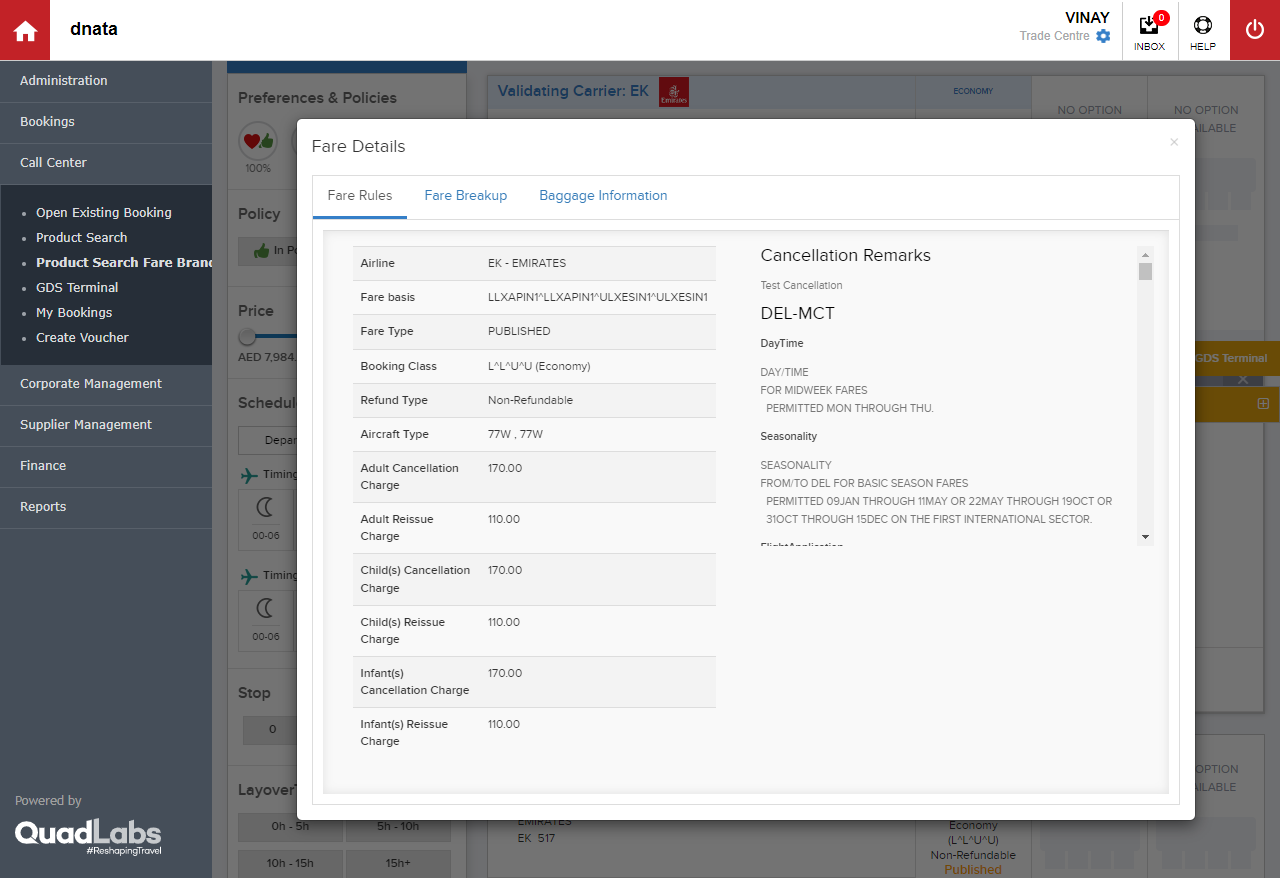 dnata
VINAY
Trade Centre
0
INBOX
HELP
Administration
Bookings
Call Center
Open Existing Booking
Product Search
Product Search Fare Brand
GDS Terminal
My Bookings
Create Voucher
Corporate Management
Supplier Management
Finance
Reports
Powered by
QuadLabs
#ReshapingTravel
Preferences & Policies
100%
Policy
In Po
Price
AED 7,984.
Schedul
Depar
Timing
00-06
Timing
00-06
Stop
0
Layover
0h - 5h
5h - 10h
10h - 15h
15h+
Validating Carrier: EK
Emirates
ECONOMY
NO OPTION
NO OPTION
AILABLE
GDS Terminal
Fare Details
×
Fare Rules
Fare Breakup
Baggage Information
Airline EK - EMIRATES
Fare basis LLXAPIN1^LLXAPIN1^ULXESIN1^ULXESIN1
Fare Type PUBLISHED
Booking Class L^L^U^U (Economy)
Refund Type Non-Refundable
Aircraft Type 77W , 77W
Adult Cancellation 170.00
Charge
Adult Reissue 110.00
Charge
Child(s) Cancellation 170.00
Charge
Child(s) Reissue 110.00
Charge
Infant(s) 170.00
Cancellation Charge
Infant(s) Reissue 110.00
Charge
Cancellation Remarks
Test Cancellation
DEL-MCT
DayTime
DAY/TIME
FOR MIDWEEK FARES
PERMITTED MON THROUGH THU.
Seasonality
SEASONALITY
FROM/TO DEL FOR BASIC SEASON FARES
PERMITTED 09JAN THROUGH 11MAY OR 22MAY THROUGH 19OCT OR
31OCT THROUGH 15DEC ON THE FIRST INTERNATIONAL SECTOR.
FlightApplication
OPTION
AILABLE
EMIRATES
EK 517
Economy
(L^L^U^U)
Non-Refundable
Published